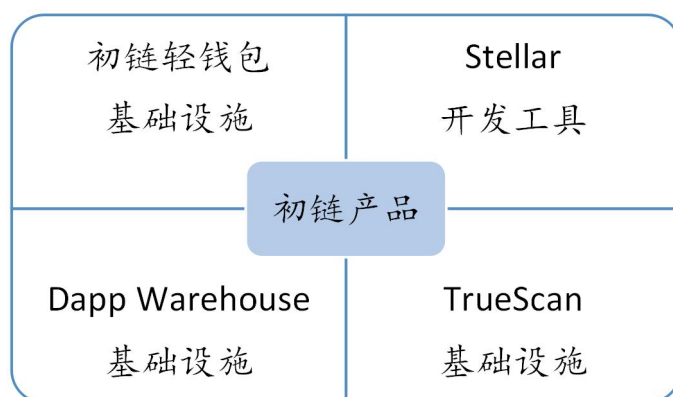 初链轻钱包
基础设施
Stellar
开发工具
初链产品
Dapp Warehouse
基础设施
TrueScan
基础设施